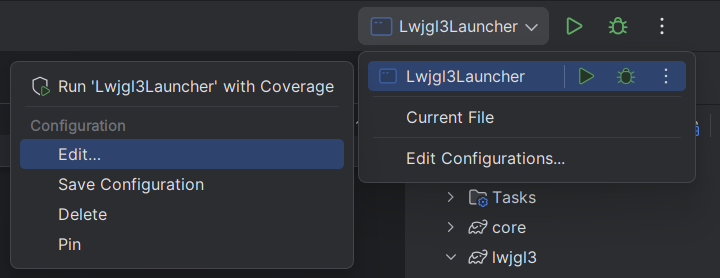 Lwjgl3Launcher
Run 'Lwjgl3Launcher' with Coverage
Configuration
Edit...
Save Configuration
Delete
Pin
Lwjgl3Launcher
Current File
Edit Configurations...
Tasks
core
lwjgl3